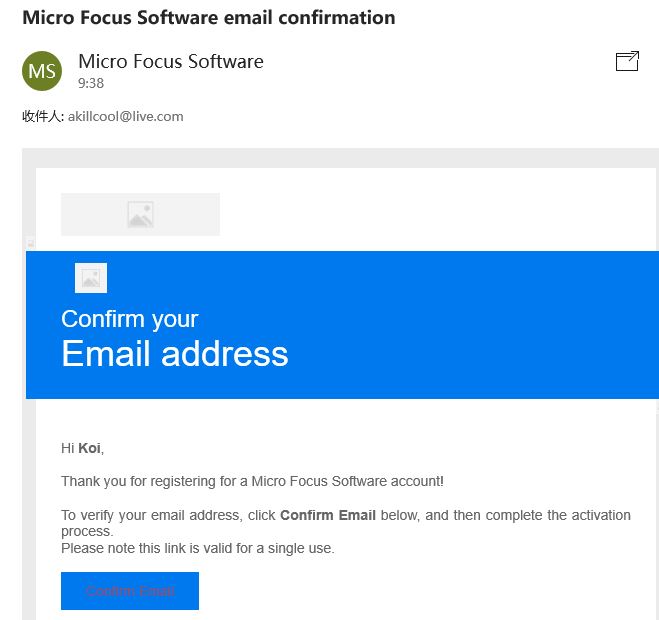 Micro Focus Software email confirmation
MS
Micro Focus Software
9:38
收件人: akillcool@live.com
Confirm your
Email address
Hi Koi,
Thank you for registering for a Micro Focus Software account!
To verify your email address, click Confirm Email below, and then complete the activation
process.
Please note this link is valid for a single use.
Confirm Email